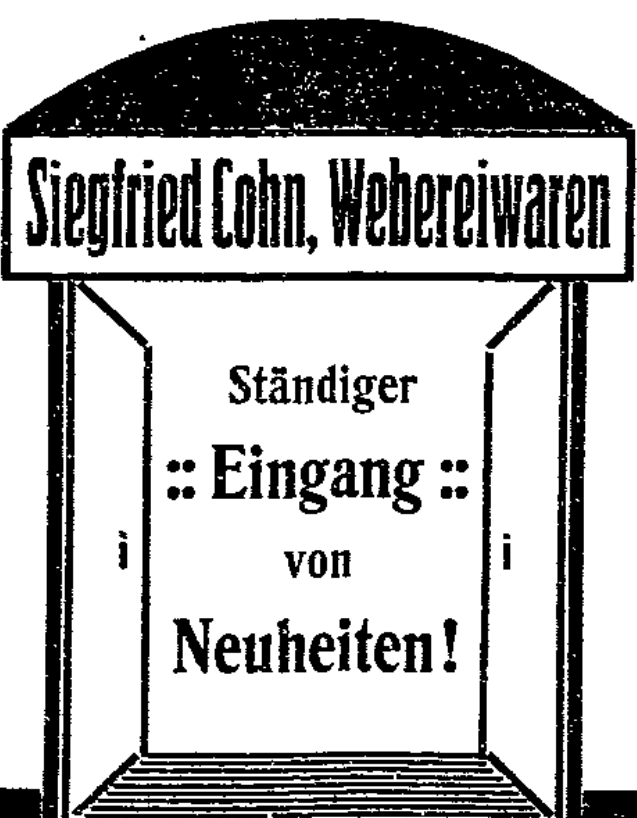 Siegfried Cohn, Webereiwaren
Ständiger
:: Eingang ::
von
Neuheiten!